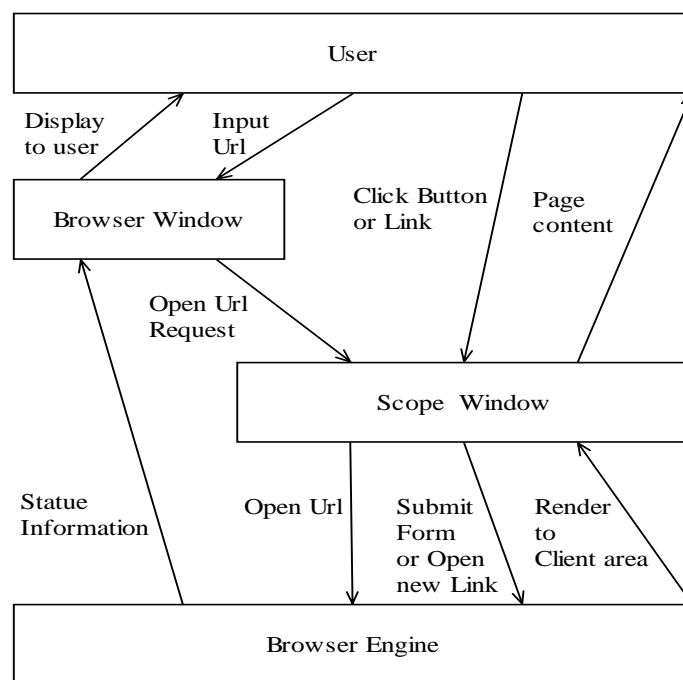 User
Display
to user
Input
Url
Click Button
or Link
Page
content
Browser Window
Open Url
Request
Scope Window
Statue
Information
Open Url
Submit
Form
or Open
new Link
Render
to
Client area
Browser Engine